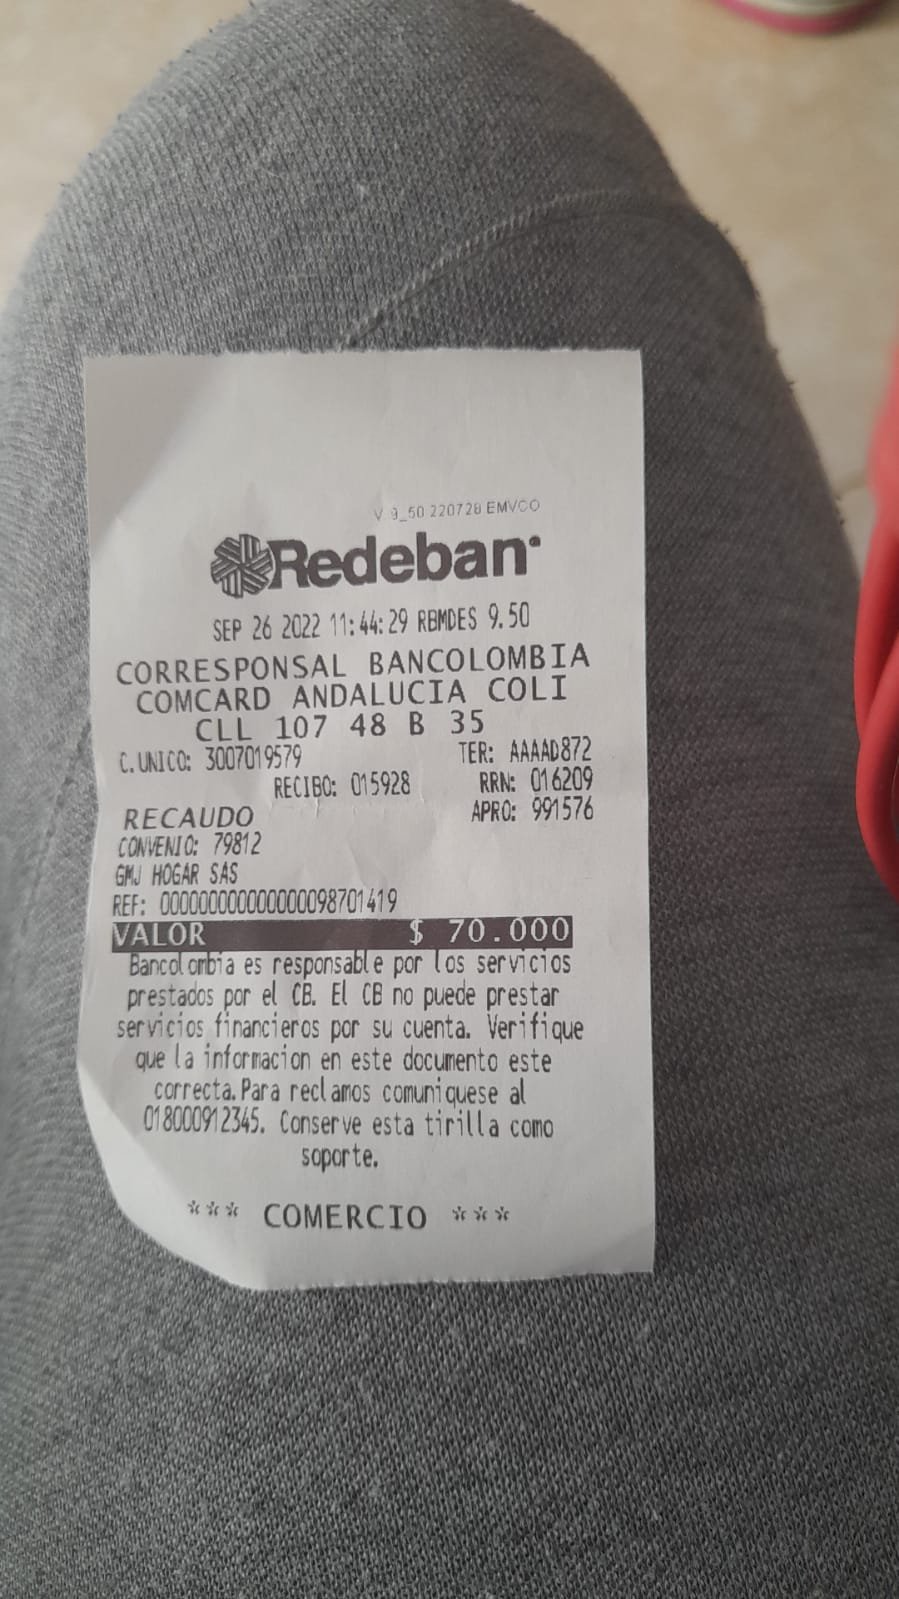 V 9_50 220728 EMVCO
Redeban
SEP 26 2022 11:44:29 RBMDES 9.50
CORRESPONSAL BANCOLOMBIA
COMCARD ANDALUCIA COLI
CLL 107 48 B 35
C.UNICO: 3007019579 TER: AAAAD872
RECIBO: 015928 RRN: 016209
RECAUDO APRO: 991576
CONVENIO: 79812
GMJ HOGAR SAS
REF: 000000000000000098701419
VALOR $ 70.000
Bancolombia es responsable por los servicios
prestados por el CB. El CB no puede prestar
servicios financieros por su cuenta. Verifique
que la informacion en este documento este
correcta.Para reclamos comuniquese al
018000912345. Conserve esta tirilla como
soporte.
*** COMERCIO ***